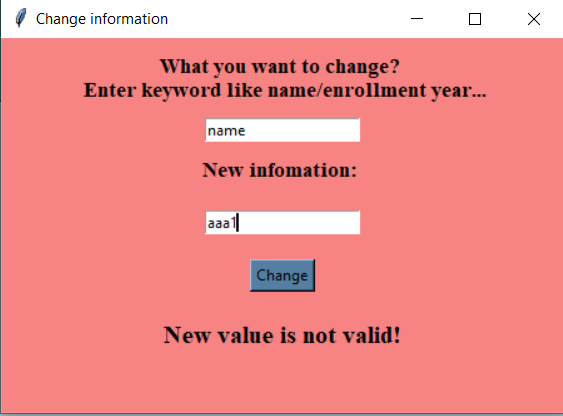 Change information
What you want to change?
Enter keyword like name/enrollment year...
name
New infomation:
aaa1
Change
New value is not valid!